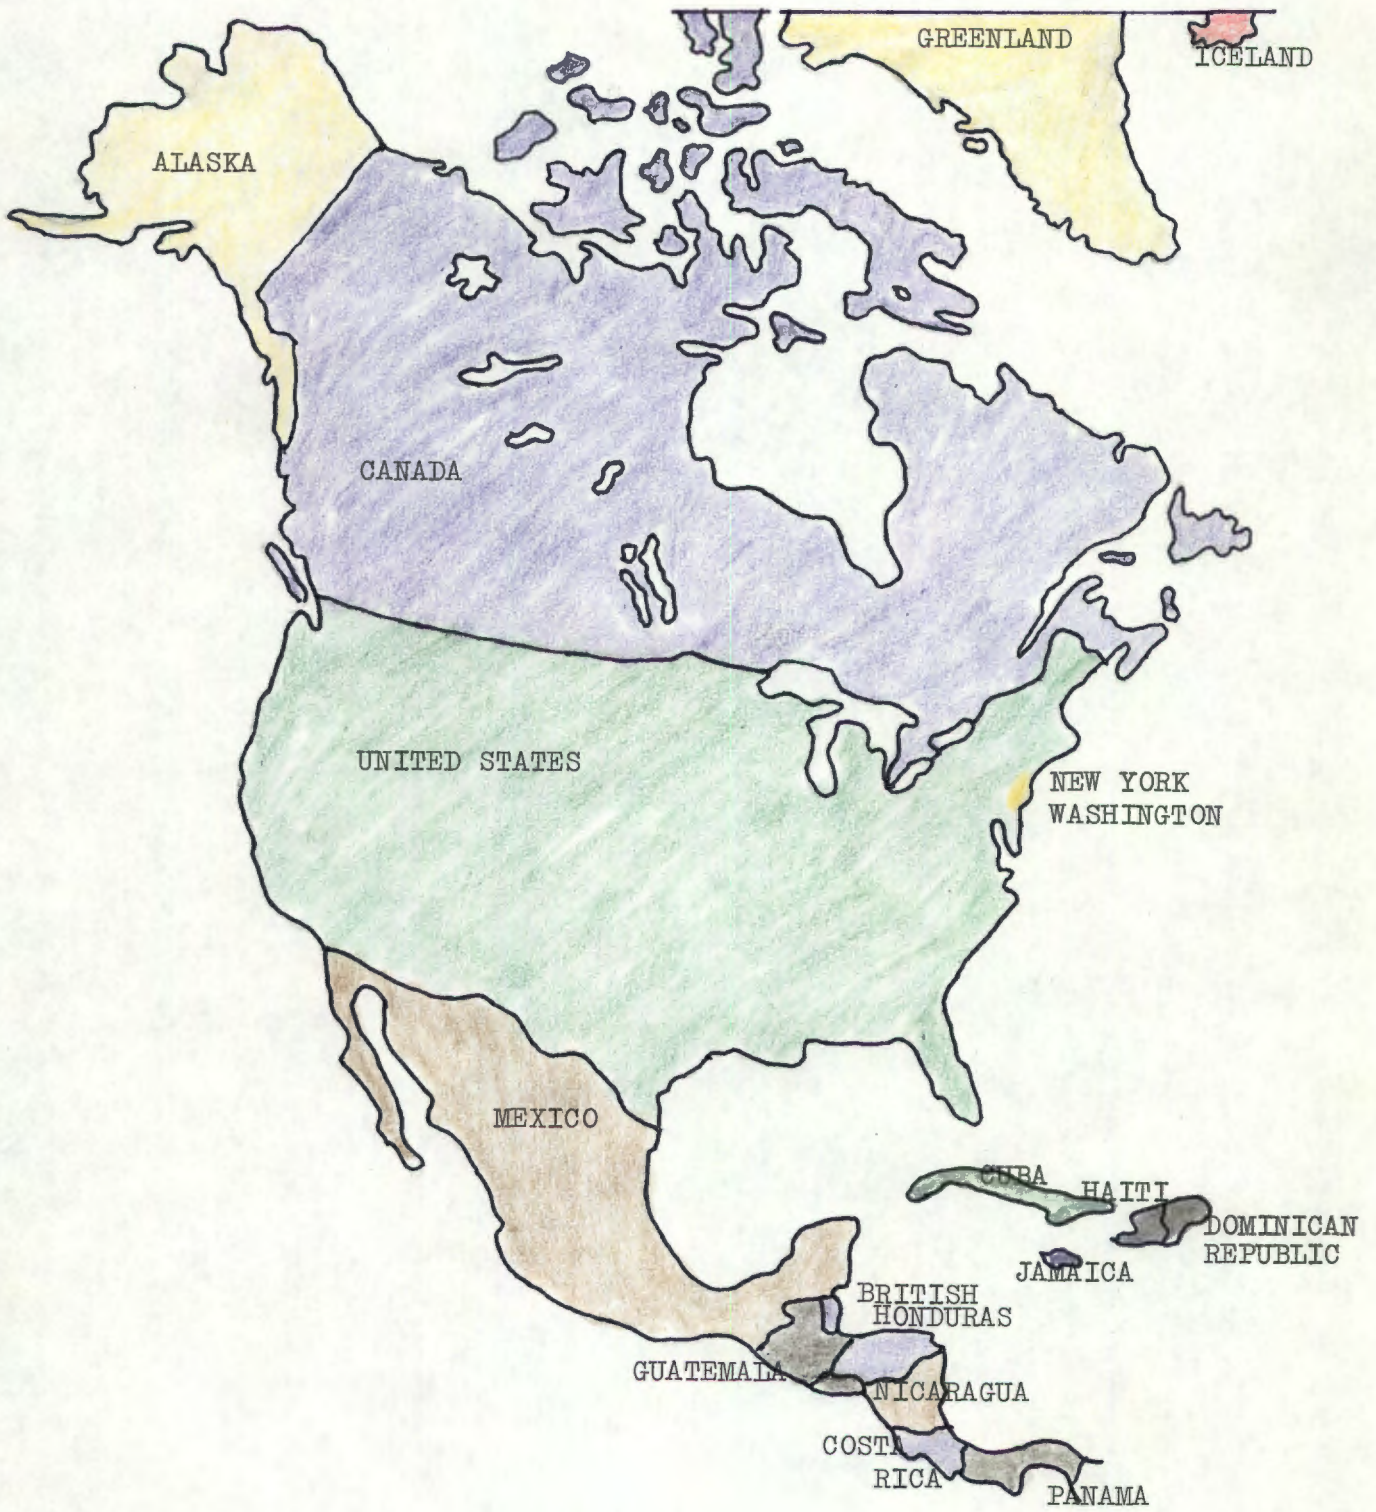 GREENLAND
ICELAND
ALASKA
CANADA
UNITED STATES
NEW YORK
WASHINGTON
MEXICO
CUBA
HAITI
DOMINICAN
REPUBLIC
JAMAICA
BRITISH
HONDURAS
GUATEMALA
NICARAGUA
COSTA
RICA
PANAMA